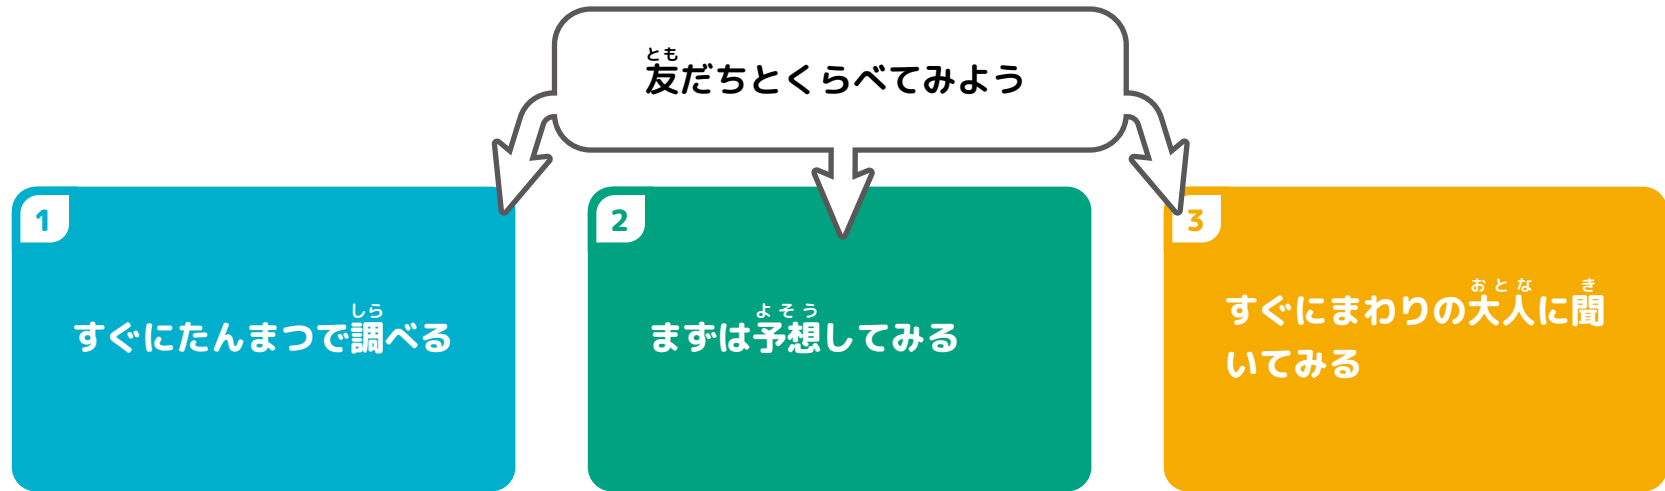 とも
友だちとくらべてみよう
1
しら
すぐにたんまつで調べる
2
よそう
まずは予想してみる
3
おとな き
すぐにまわりの大人に聞
いてみる